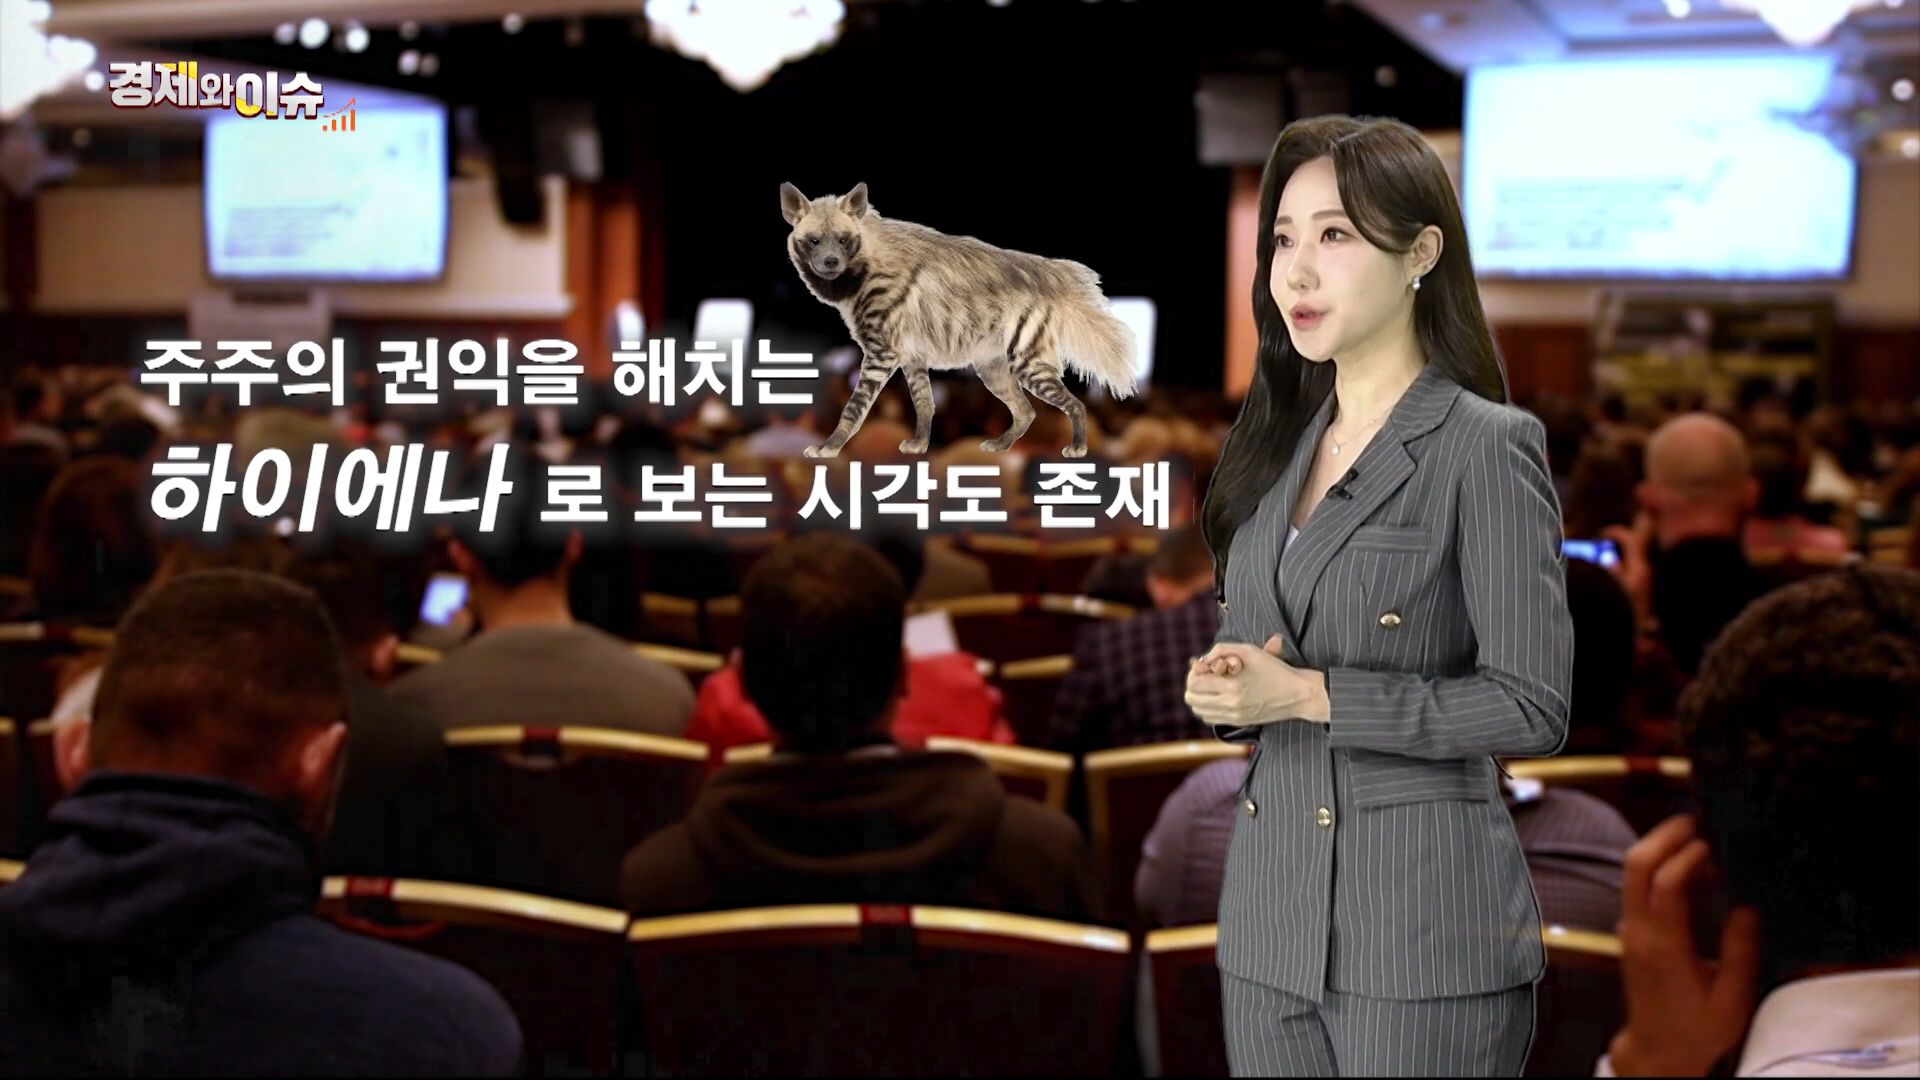 경제와이슈
주주의 권익을 해치는
하이에나 로 보는 시각도 존재